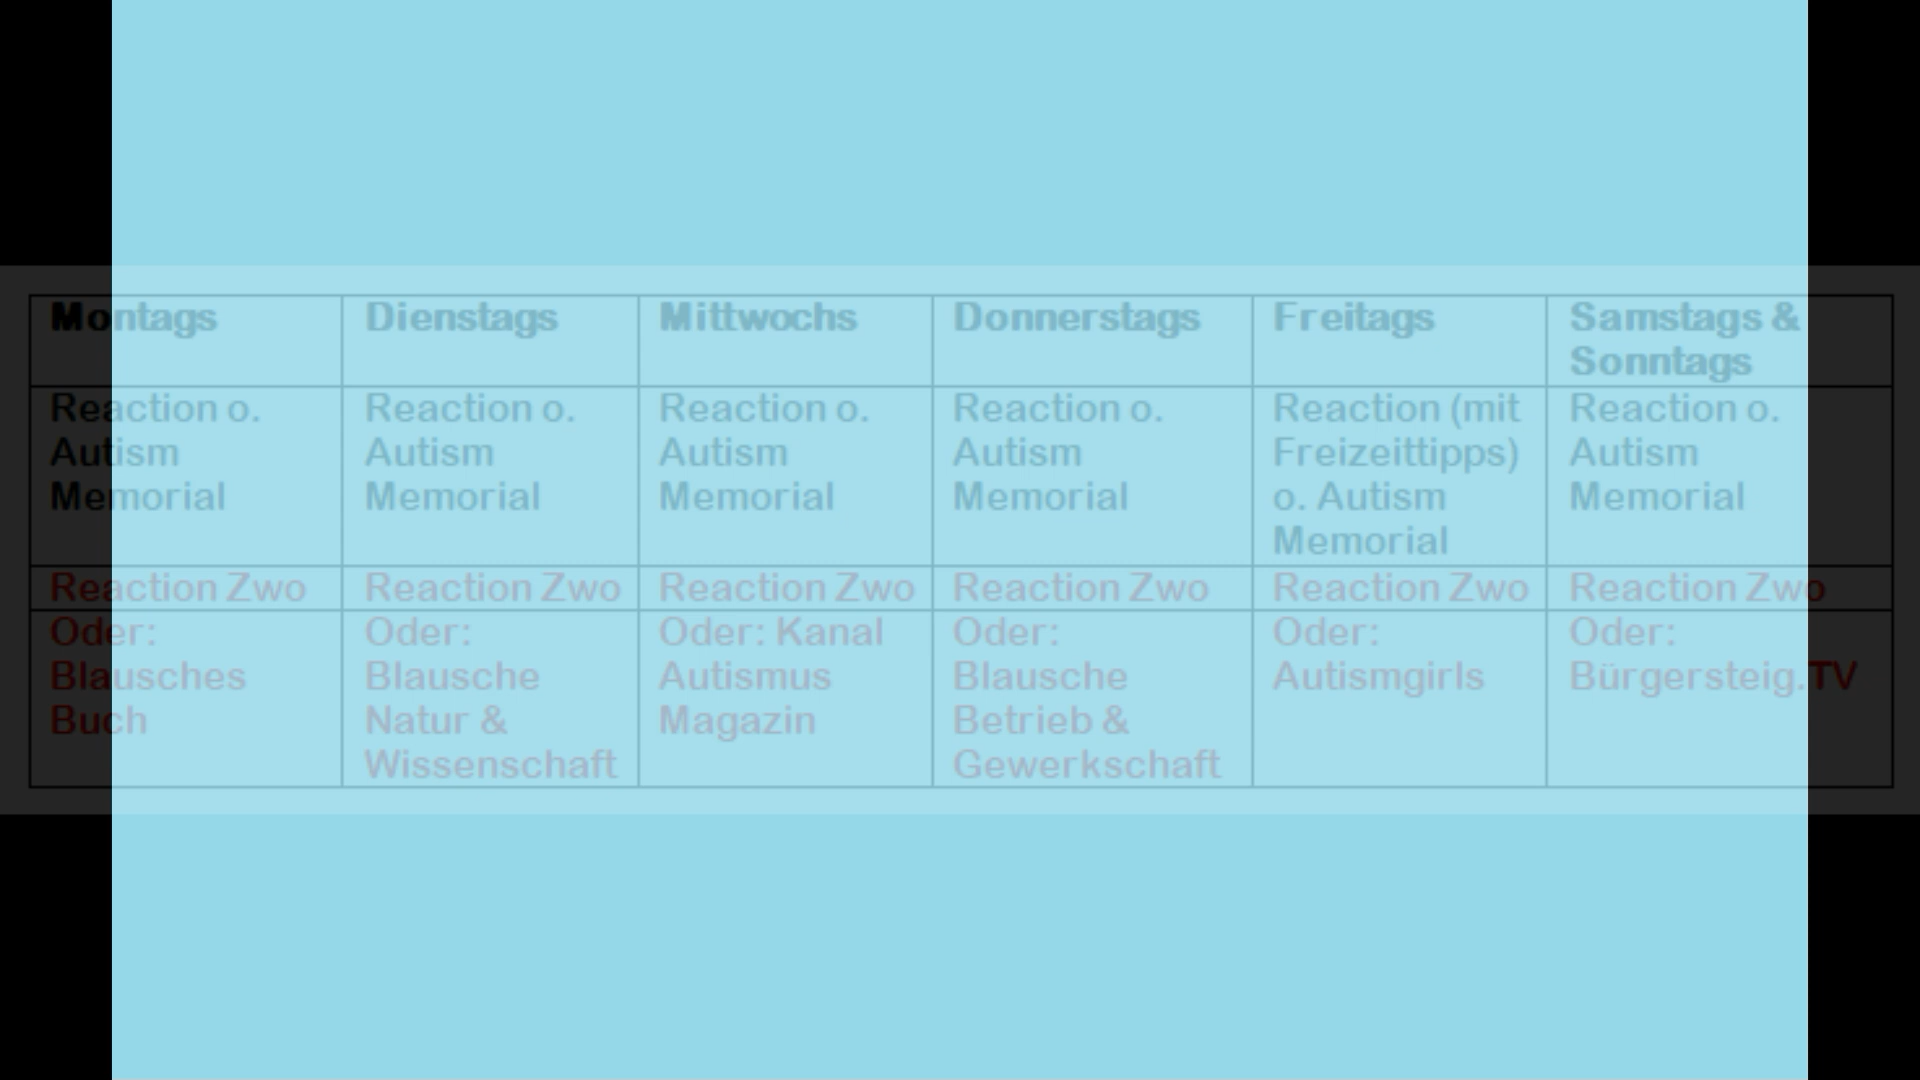 Montags
Dienstags
Mittwochs
Donnerstags
Freitags
Samstags &
Sonntags
Reaction o.
Autism
Memorial
Reaction o.
Autism
Memorial
Reaction o.
Autism
Memorial
Reaction o.
Autism
Memorial
Reaction (mit
Freizeittipps)
o. Autism
Memorial
Reaction o.
Autism
Memorial
Reaction Zwo
Reaction Zwo
Reaction Zwo
Reaction Zwo
Reaction Zwo
Reaction Zwo
Oder:
Blausches
Buch
Oder:
Blausche
Natur &
Wissenschaft
Oder: Kanal
Autismus
Magazin
Oder:
Blausche
Betrieb &
Gewerkschaft
Oder:
Autismgirls
Oder:
Bürgersteig.TV